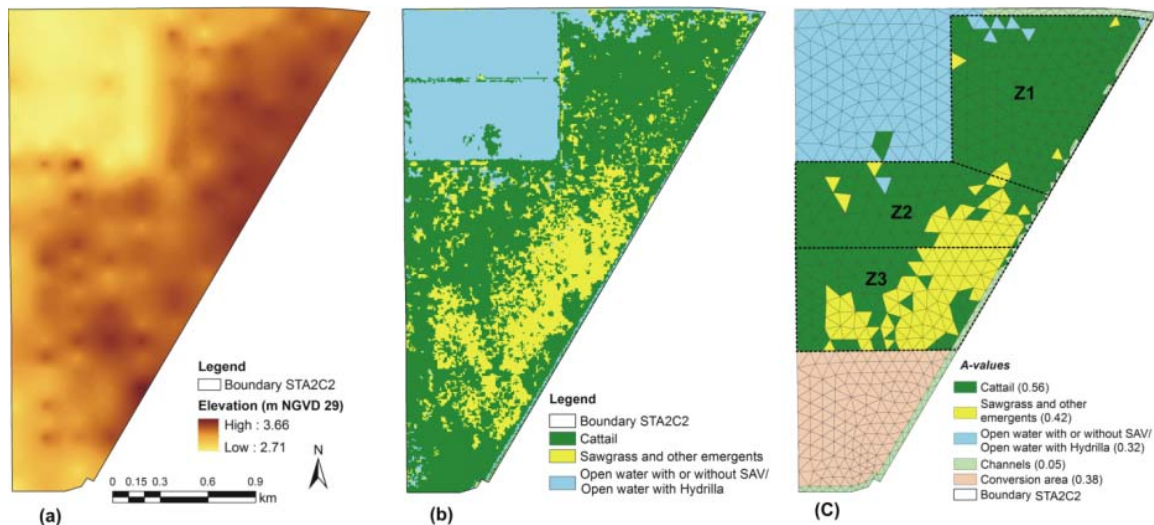 Legend
Boundary STA2C2
Elevation (m NGVD 29)
High : 3.66
Low : 2.71
N
0 0.15 0.3 0.6 0.9
km
(a)
Legend
Boundary STA2C2
Cattail
Sawgrass and other emergents
Open water with or without SAV/
Open water with Hydrilla
(b)
Z1
Z2
Z3
A-values
Cattail (0.56)
Sawgrass and other
emergents (0.42)
Open water with or without SAV/
Open water with Hydrilla (0.32)
Channels (0.05)
Conversion area (0.38)
Boundary STA2C2
(C)